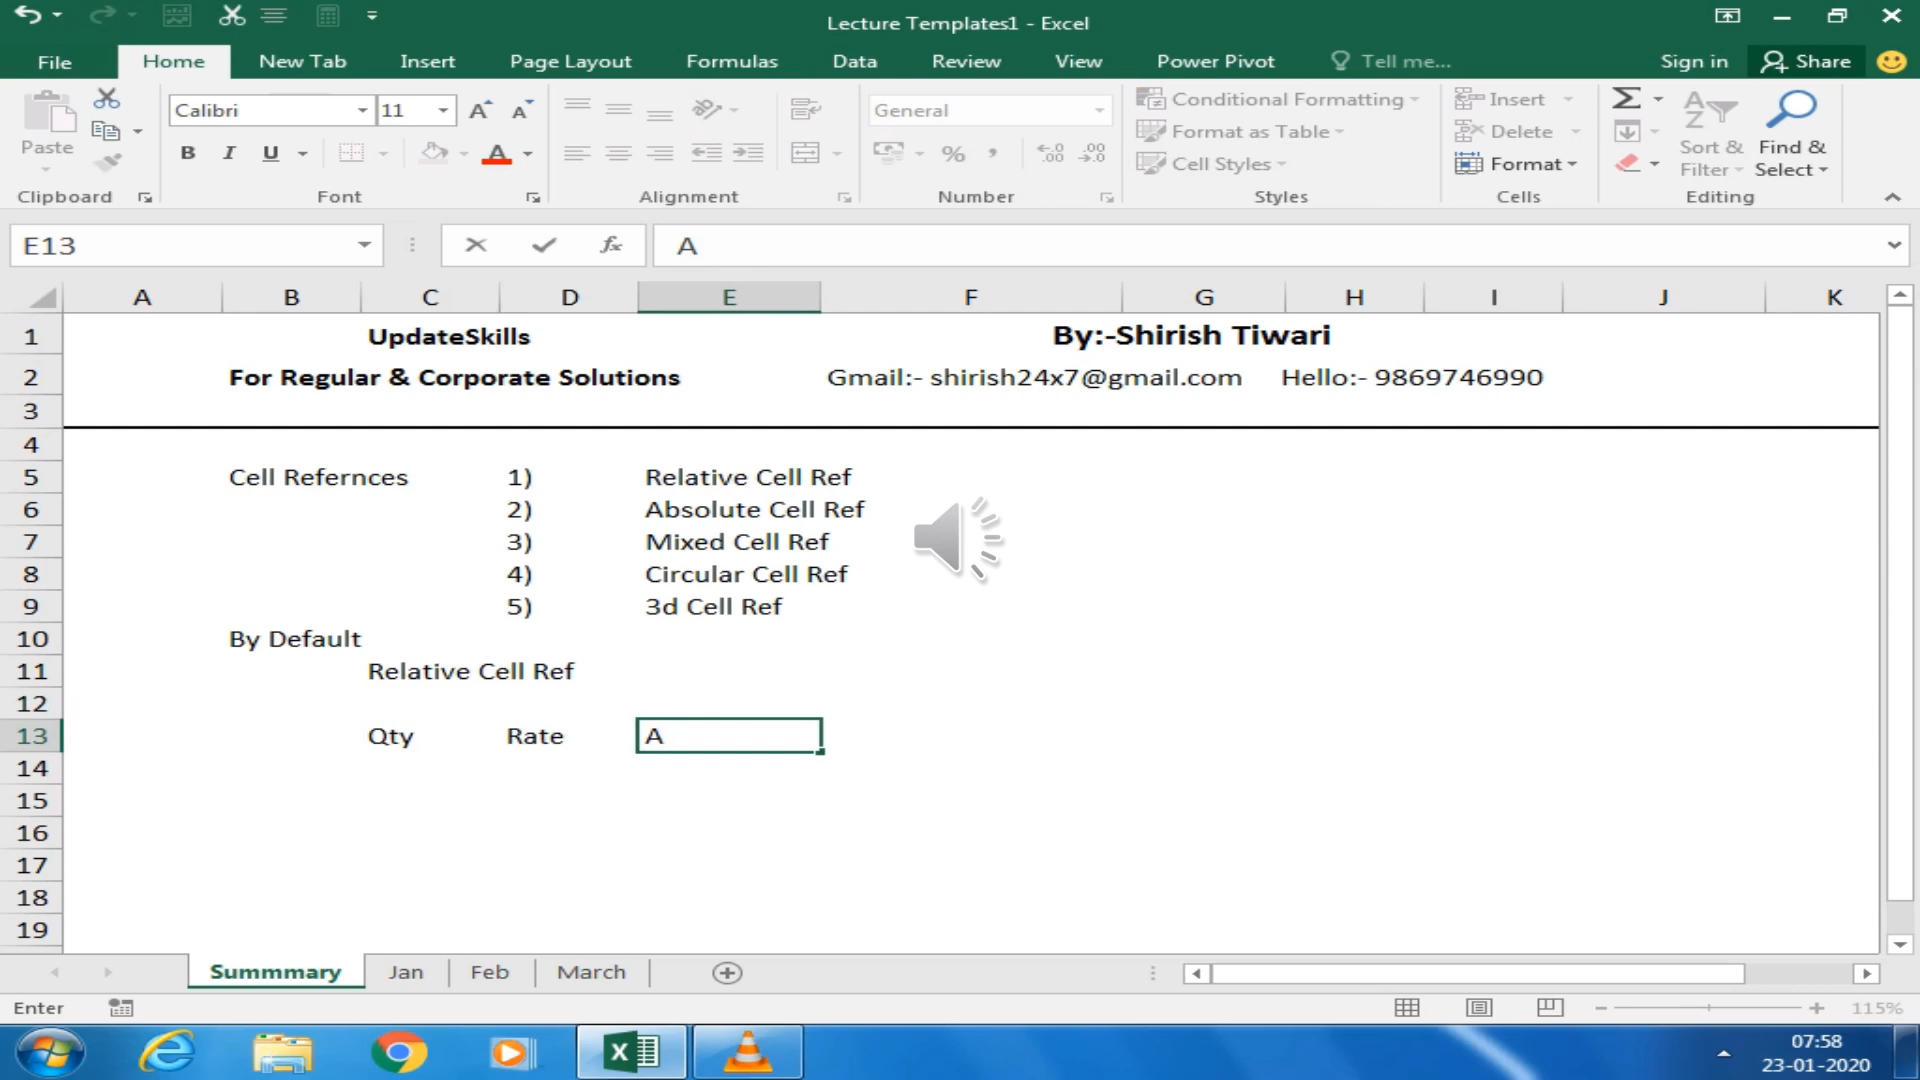 Lecture Templates1 - Excel
File Home New Tab Insert Page Layout Formulas Data Review View Power Pivot Tell me... Sign in Share
Calibri 11 General Conditional Formatting Insert
Paste Format as Table Delete Sort & Find &
B I U % Cell Styles Format Filter Select
Clipboard Font Alignment Number Styles Cells Editing
E13 fx A
A B C D E F G H I J K
1 UpdateSkills By:-Shirish Tiwari
2 For Regular & Corporate Solutions Gmail:- shirish24x7@gmail.com Hello:- 9869746990
3
4
5 Cell Refernces 1) Relative Cell Ref
6 2) Absolute Cell Ref
7 3) Mixed Cell Ref
8 4) Circular Cell Ref
9 5) 3d Cell Ref
10 By Default
11 Relative Cell Ref
12
13 Qty Rate A
14
15
16
17
18
19
Summmary Jan Feb March
Enter 115%
07:58
23-01-2020